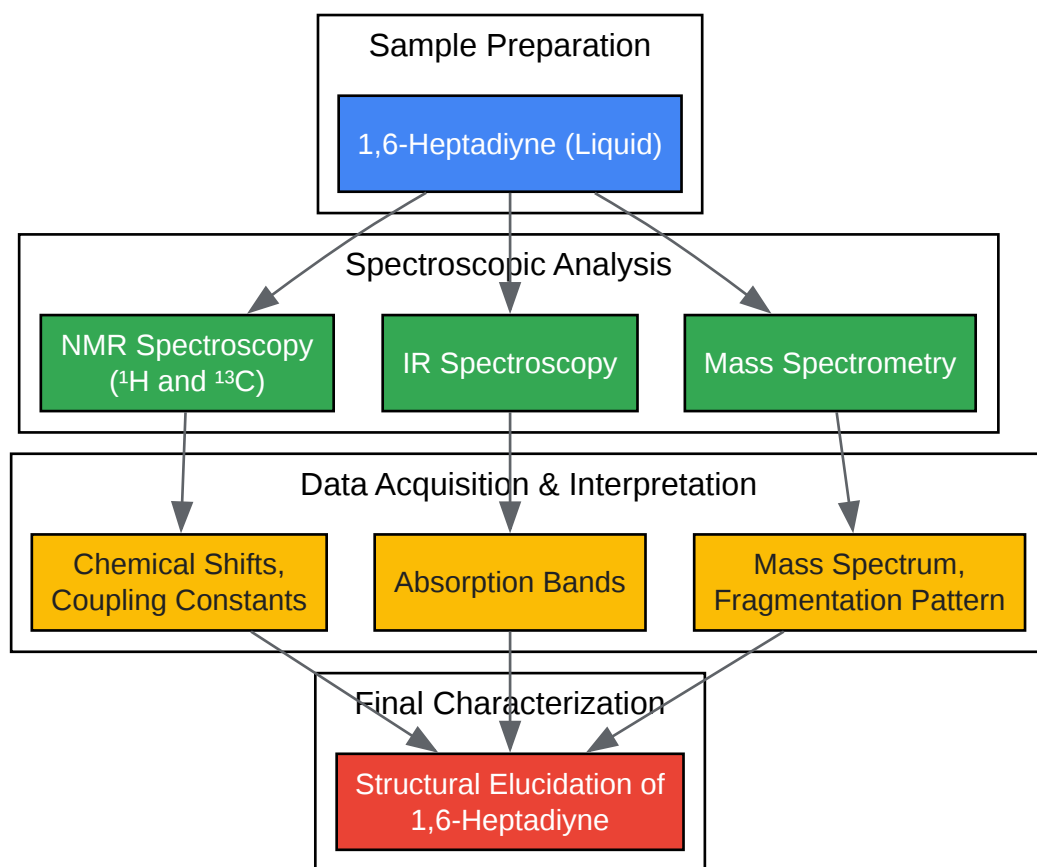 Sample Preparation
1,6-Heptadiyne (Liquid)
Spectroscopic Analysis
NMR Spectroscopy
(¹H and ¹³C)
IR Spectroscopy
Mass Spectrometry
Data Acquisition & Interpretation
Chemical Shifts,
Coupling Constants
Absorption Bands
Mass Spectrum,
Fragmentation Pattern
Final Characterization
Structural Elucidation of
1,6-Heptadiyne